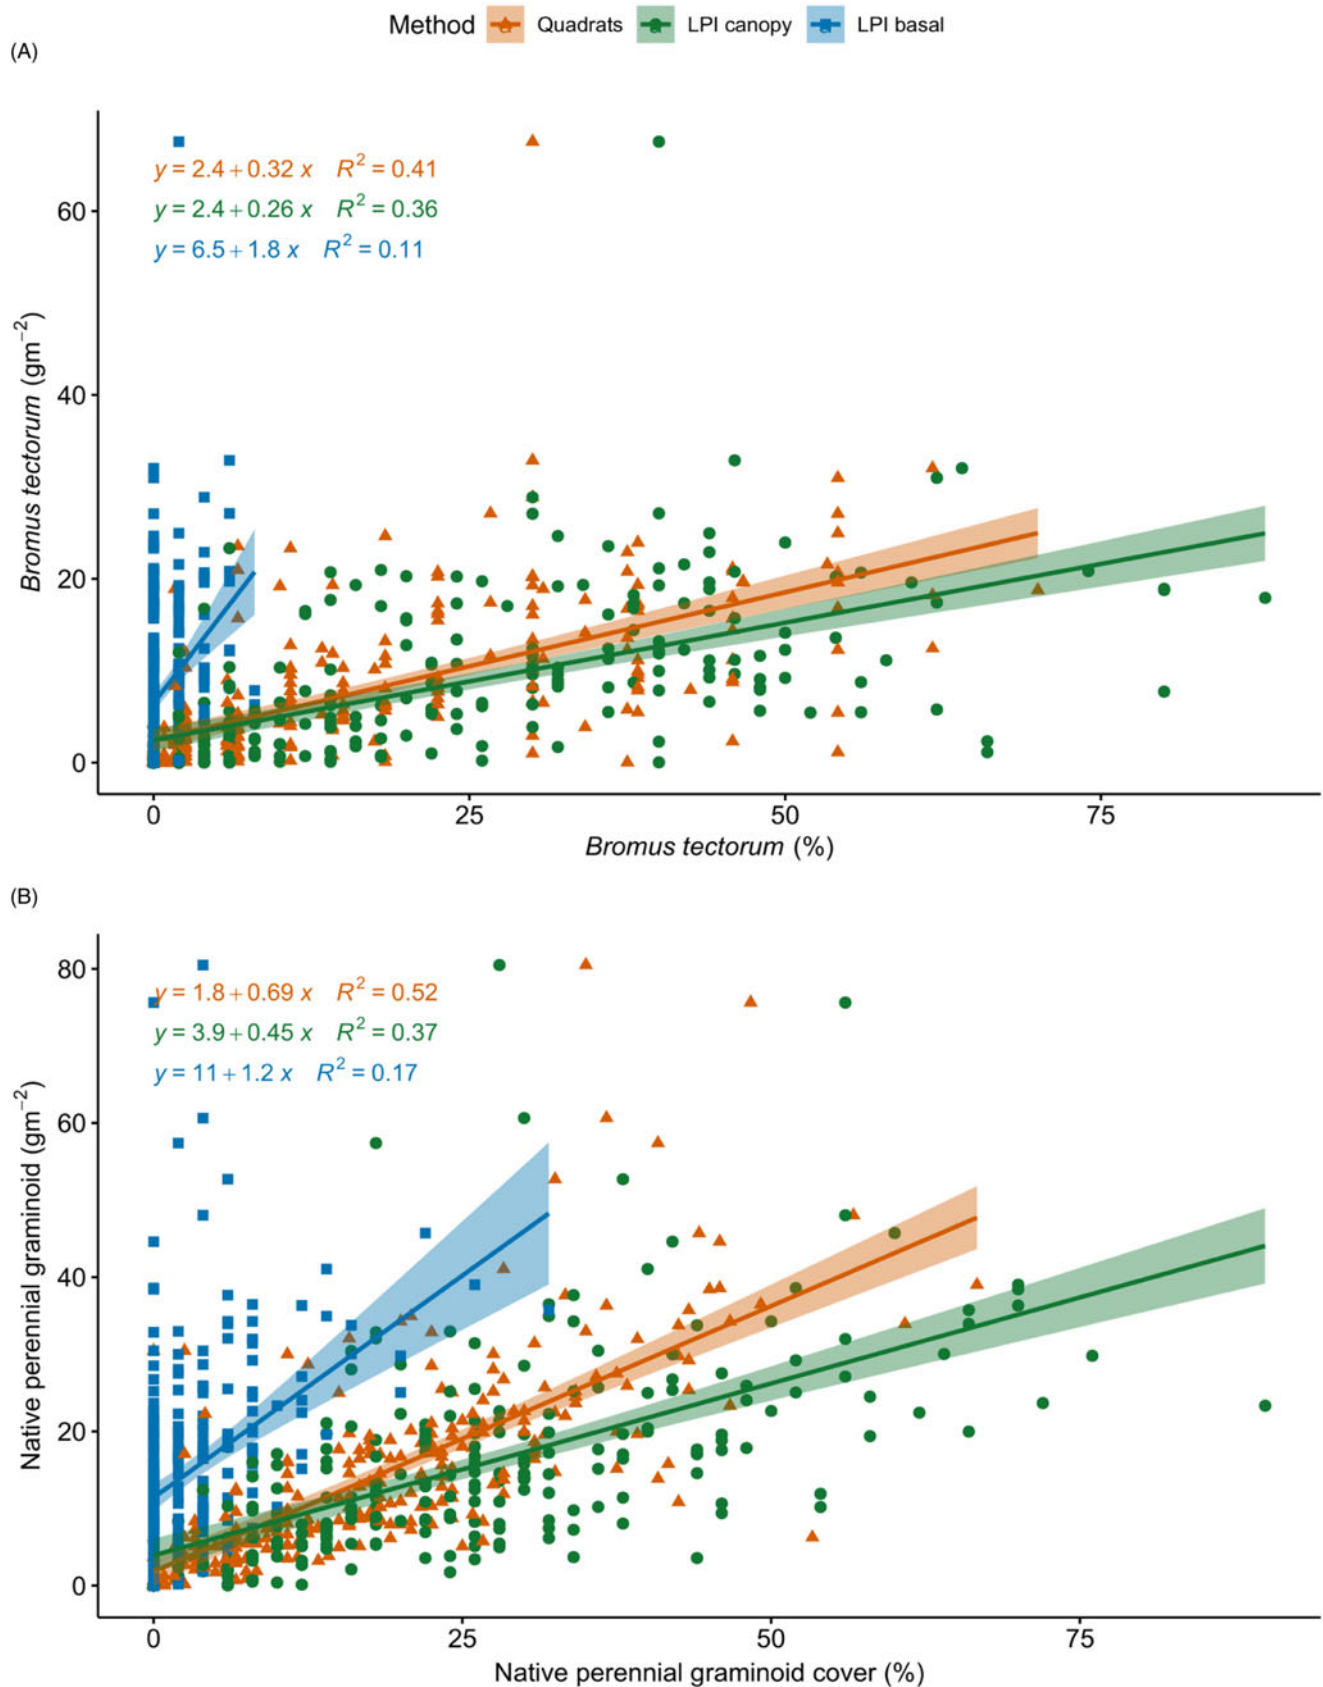 Method Quadrats LPI canopy LPI basal
(A)
y = 2.4 + 0.32 x R² = 0.41
y = 2.4 + 0.26 x R² = 0.36
y = 6.5 + 1.8 x R² = 0.11
60
40
20
0
Bromus tectorum (gm⁻²)
0 25 50 75
Bromus tectorum (%)
(B)
80
y = 1.8 + 0.69 x R² = 0.52
y = 3.9 + 0.45 x R² = 0.37
y = 11 + 1.2 x R² = 0.17
60
40
20
0
Native perennial graminoid (gm⁻²)
0 25 50 75
Native perennial graminoid cover (%)